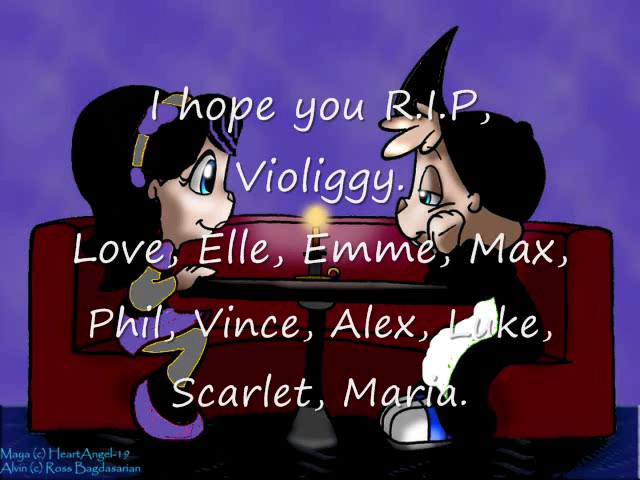 I hope you R.I.P,
Violiggy.
Love, Elle, Emme, Max,
Phil, Vince, Alex, Luke,
Scarlet, Maria.
Maya (c) HeartAngel-19
Alvin (c) Ross Bagdasarian